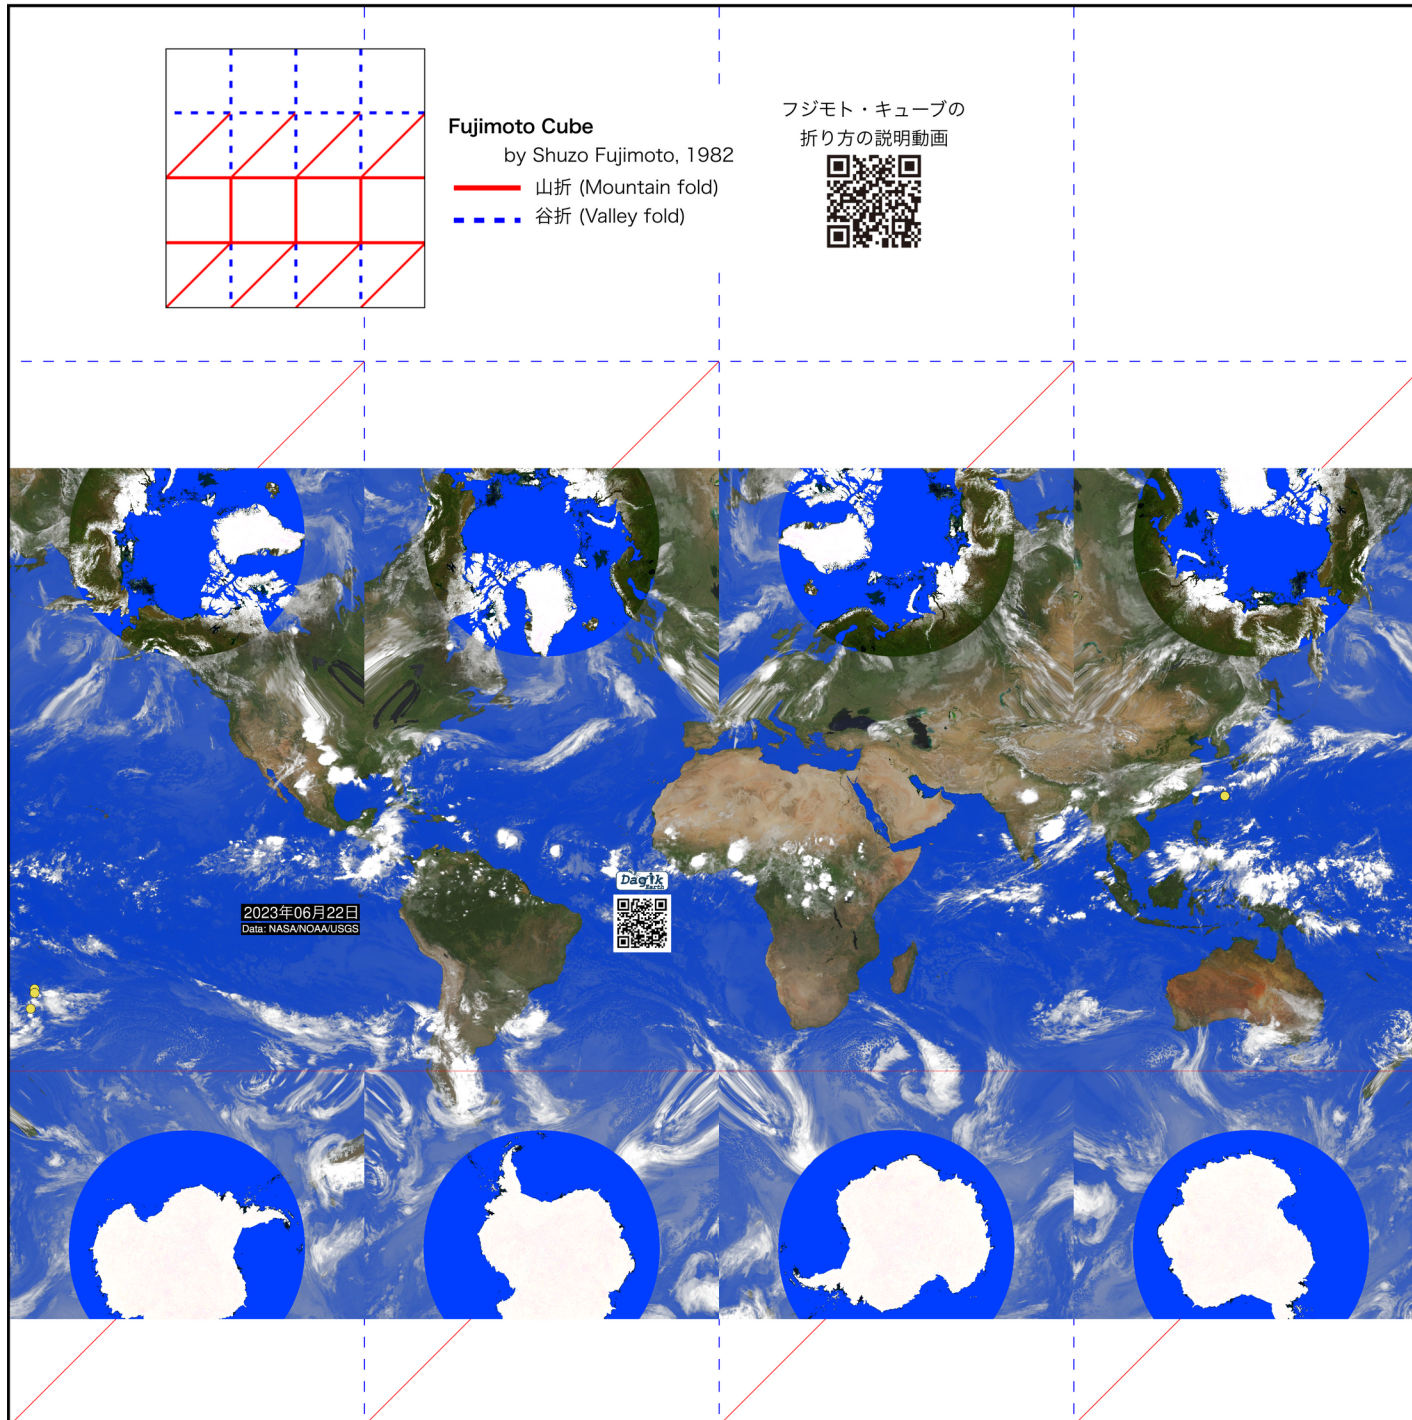 Fujimoto Cube
by Shuzo Fujimoto, 1982
山折 (Mountain fold)
谷折 (Valley fold)
フジモト・キューブの
折り方の説明動画
Dagik
Earth
2023年06月22日
Data: NASA/NOAA/USGS